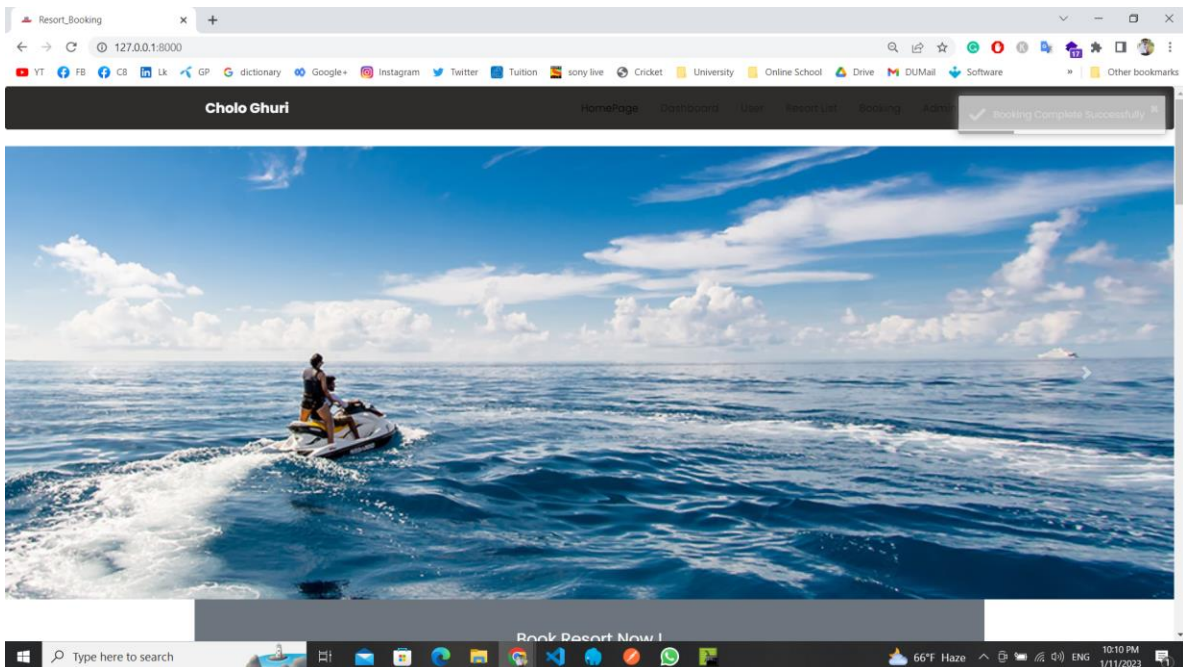 Resort_Booking
127.0.0.1:8000
YT FB C8 Lk GP dictionary Google+ Instagram Twitter Tuition sony live Cricket University Online School Drive DUMail Software » Other bookmarks
Cholo Ghuri HomePage Dashboard User Resort List Booking Admin
Booking Complete Successfully
Book Resort Now !
Type here to search 66°F Haze ENG 10:10 PM
1/11/2023